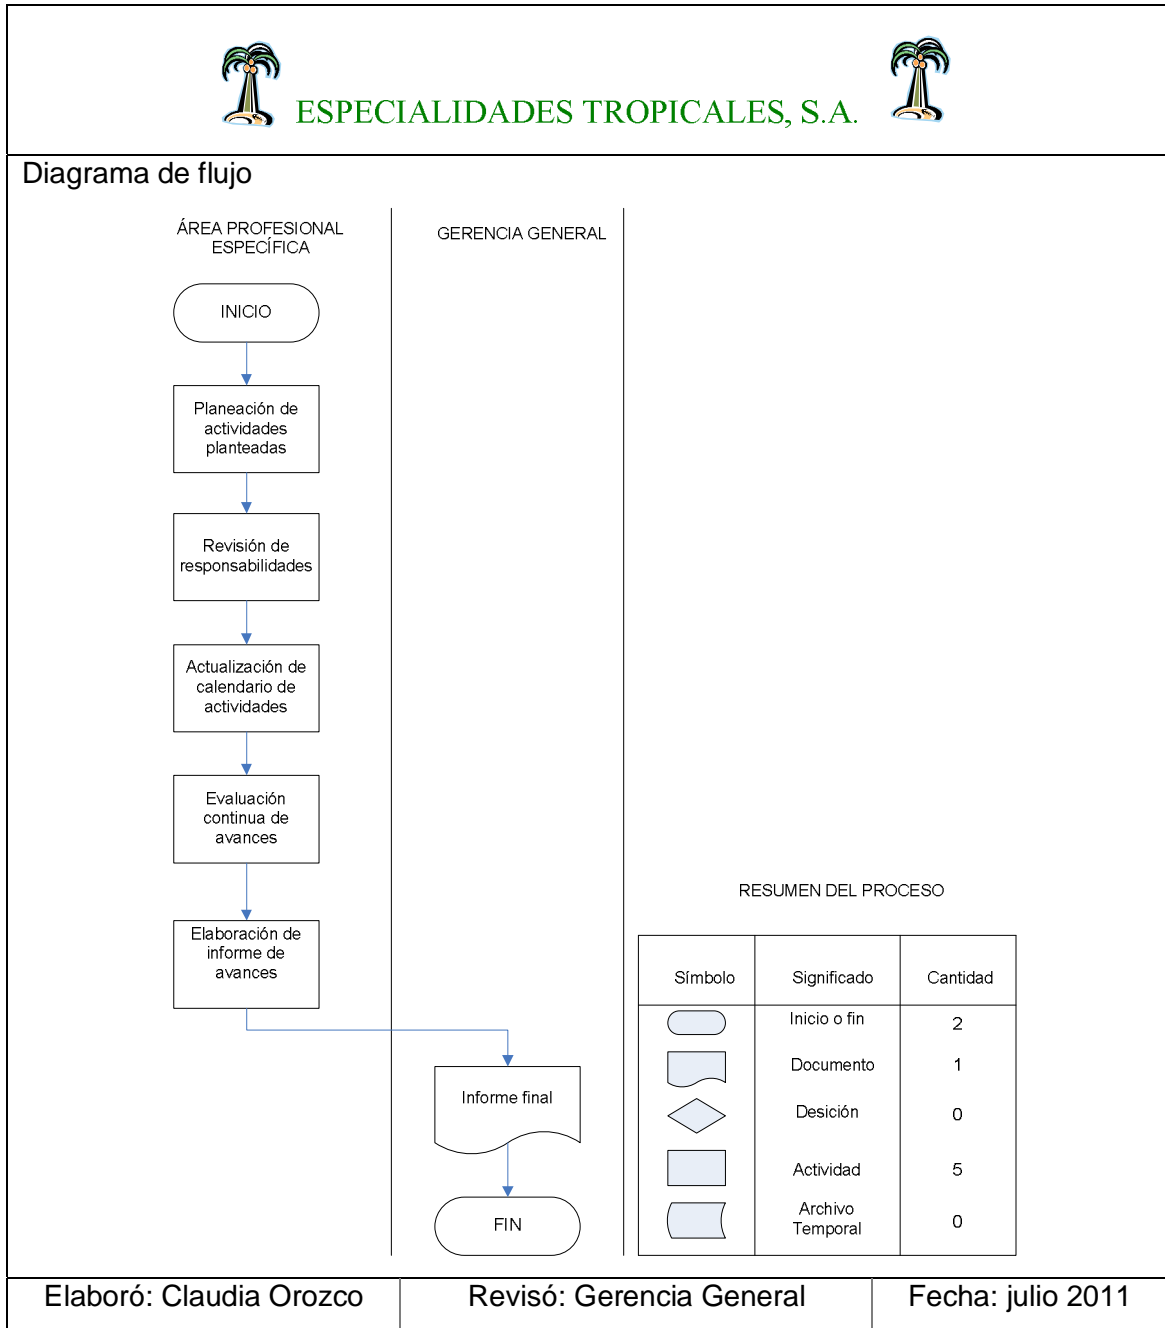 ESPECIALIDADES TROPICALES, S.A.
Diagrama de flujo
ÁREA PROFESIONAL
ESPECÍFICA
GERENCIA GENERAL
INICIO
Planeación de
actividades
planteadas
Revisión de
responsabilidades
Actualización de
calendario de
actividades
Evaluación
continua de
avances
Elaboración de
informe de
avances
Informe final
FIN
RESUMEN DEL PROCESO
Símbolo Significado Cantidad
Inicio o fin 2
Documento 1
Desición 0
Actividad 5
Archivo
Temporal 0
Elaboró: Claudia Orozco Revisó: Gerencia General Fecha: julio 2011